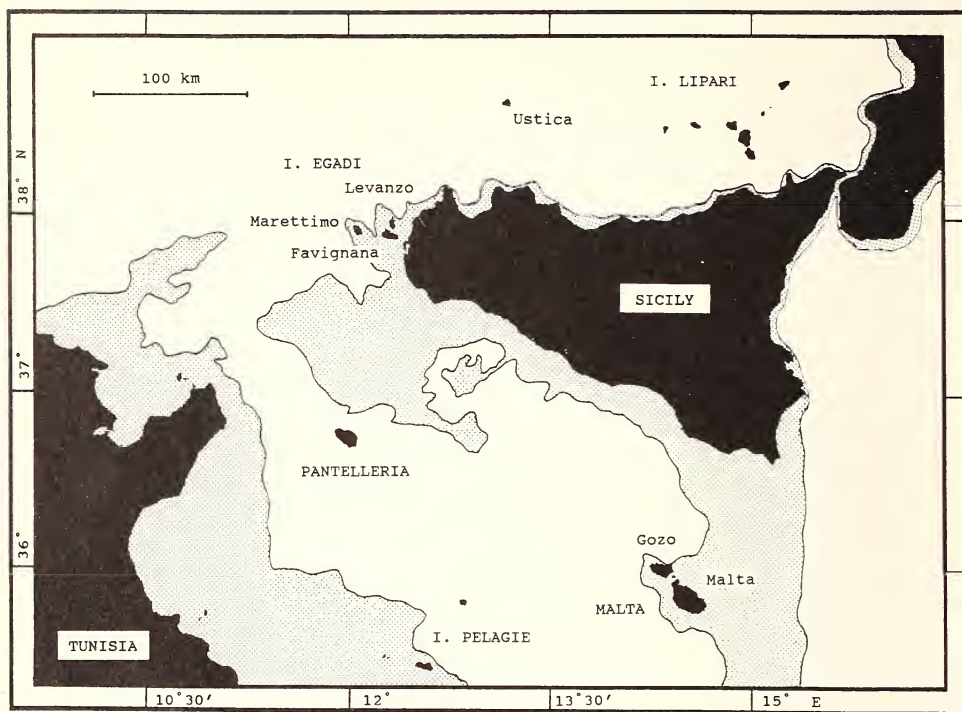 100 km
I. LIPARI
Ustica
I. EGADI
Levanzo
Marettimo
Favignana
SICILY
PANTELLERIA
Gozo
Malta
MALTA
I. PELAGIE
TUNISIA
38° N
37°
36°
10°30′
12°
13°30′
15° E